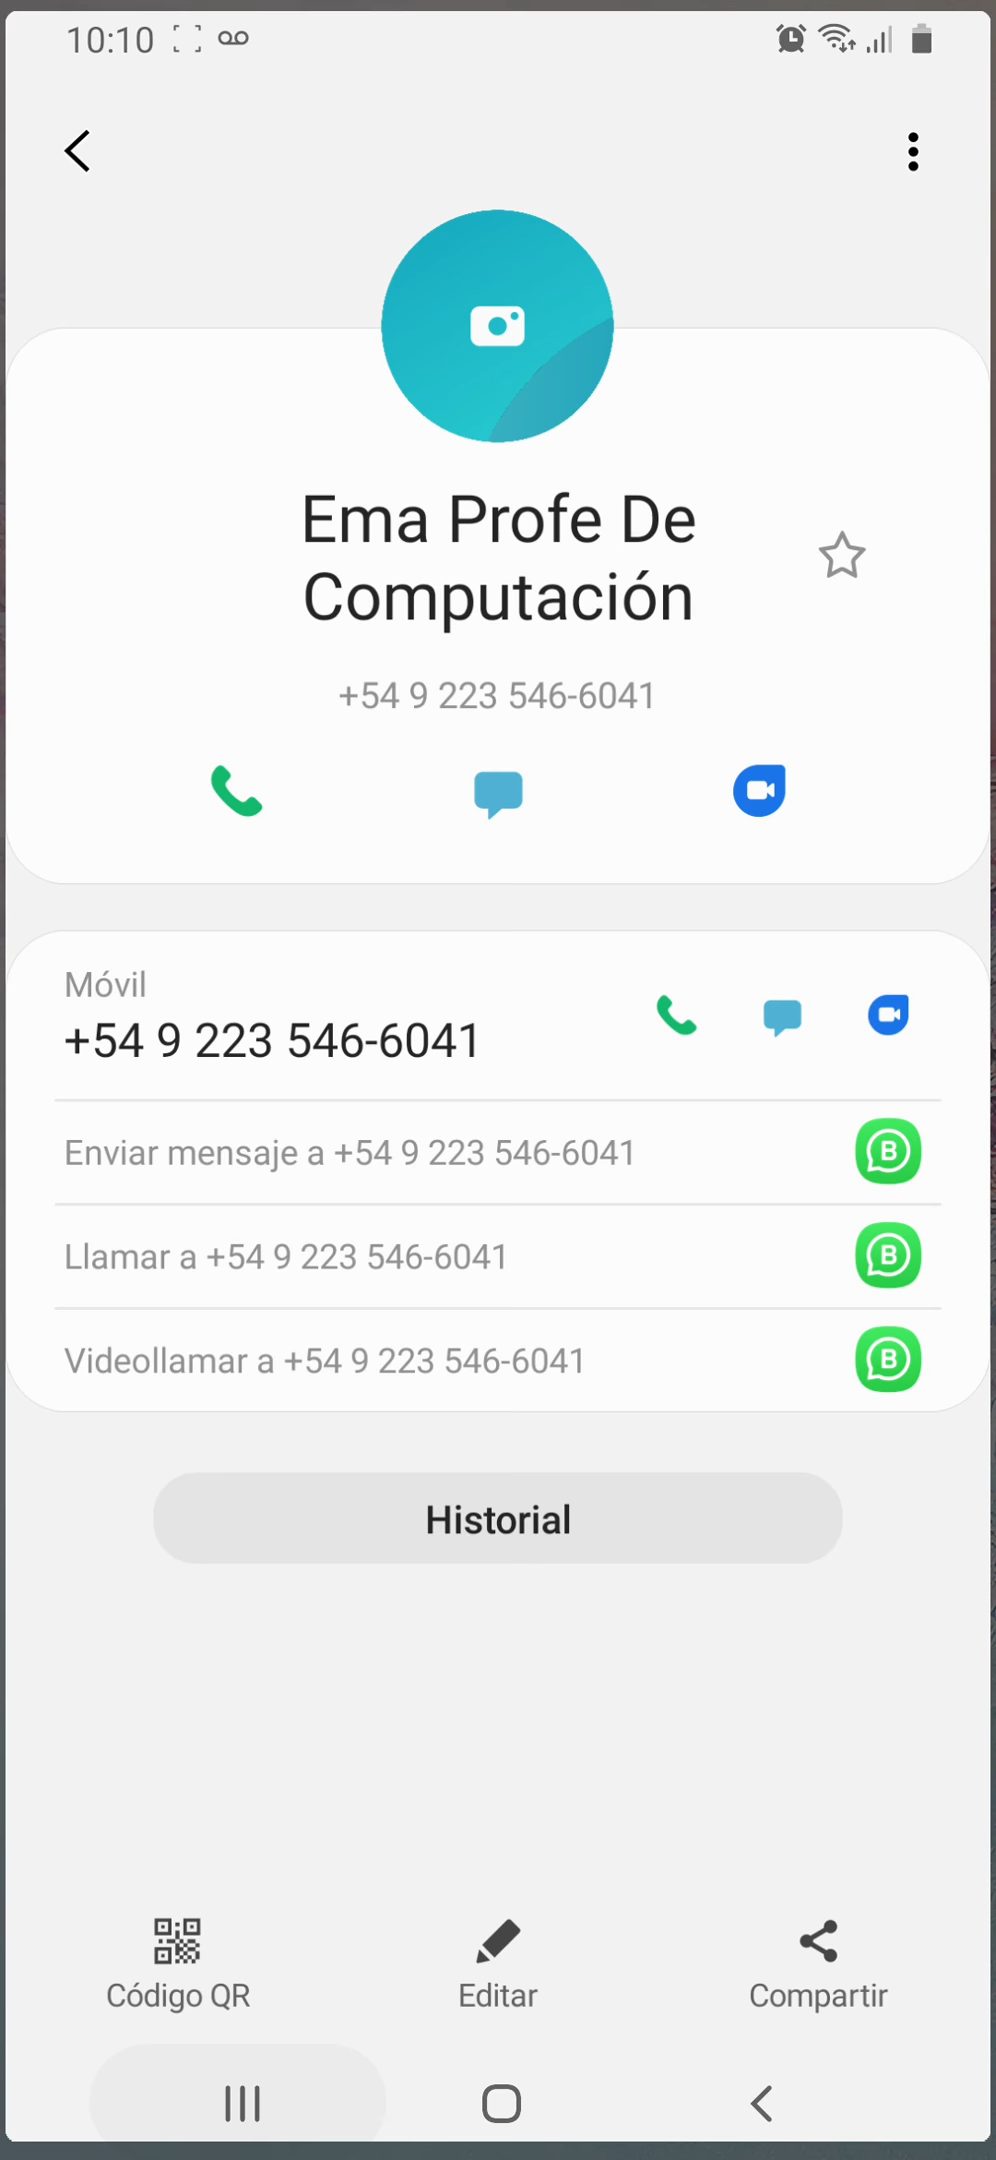 10:10
Ema Profe De
Computación
+54 9 223 546-6041
Móvil
+54 9 223 546-6041
Enviar mensaje a +54 9 223 546-6041
B
Llamar a +54 9 223 546-6041
B
Videollamar a +54 9 223 546-6041
B
Historial
Código QR
Editar
Compartir